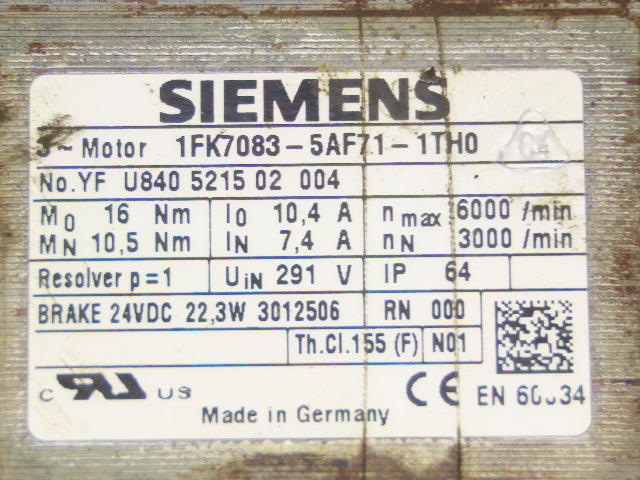 SIEMENS
3~ Motor 1FK7083-5AF71-1TH0
No.YF U840 5215 02 004
M0 16 Nm I0 10,4 A n max 6000 /min
MN 10,5 Nm IN 7,4 A nN 3000 /min
Resolver p=1 UiN 291 V IP 64
BRAKE 24VDC 22,3W 3012506 RN 000
Th.Cl.155 (F) N01
C RU US CE EN 60034
Made in Germany